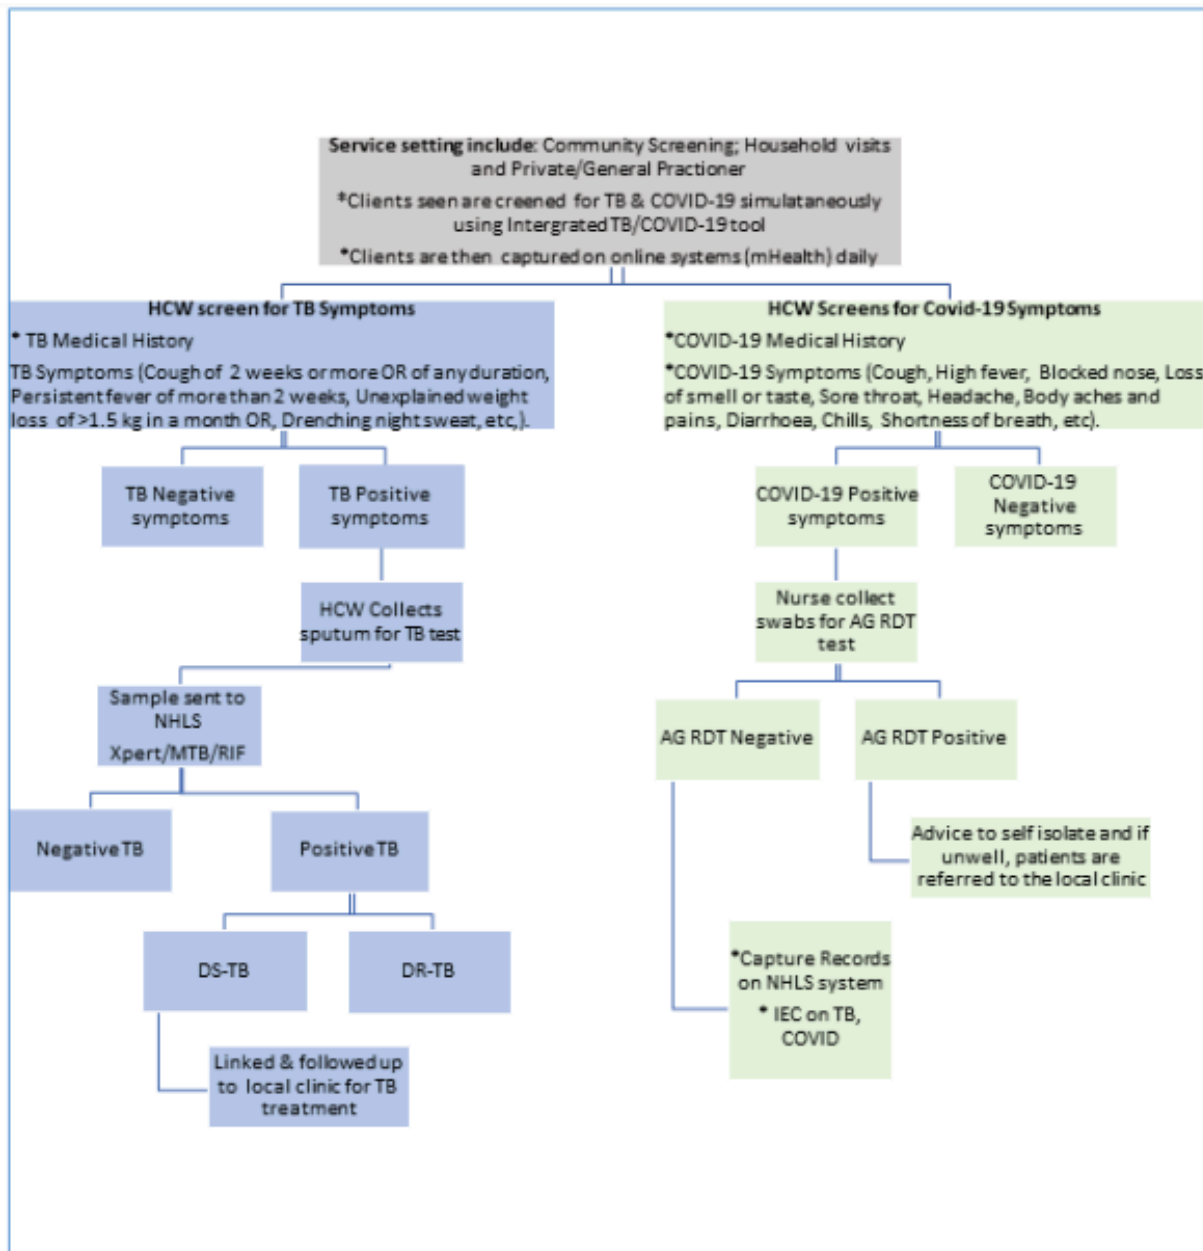 Service setting include: Community Screening; Household visits
and Private/General Practioner
*Clients seen are creened for TB & COVID-19 simulataneously
using Intergrated TB/COVID-19 tool
*Clients are then captured on online systems (mHealth) daily
HCW screen for TB Symptoms
* TB Medical History
TB Symptoms (Cough of 2 weeks or more OR of any duration,
Persistent fever of more than 2 weeks, Unexplained weight
loss of >1.5 kg in a month OR, Drenching night sweat, etc,).
HCW Screens for Covid-19 Symptoms
*COVID-19 Medical History
*COVID-19 Symptoms (Cough, High fever, Blocked nose, Loss
of smell or taste, Sore throat, Headache, Body aches and
pains, Diarrhoea, Chills, Shortness of breath, etc).
TB Negative
symptoms
TB Positive
symptoms
COVID-19 Positive
symptoms
COVID-19
Negative
symptoms
HCW Collects
sputum for TB test
Nurse collect
swabs for AG RDT
test
Sample sent to
NHLS
Xpert/MTB/RIF
AG RDT Negative
AG RDT Positive
Negative TB
Positive TB
Advice to self isolate and if
unwell, patients are
referred to the local clinic
DS-TB
DR-TB
*Capture Records
on NHLS system
* IEC on TB,
COVID
Linked & followed up
to local clinic for TB
treatment